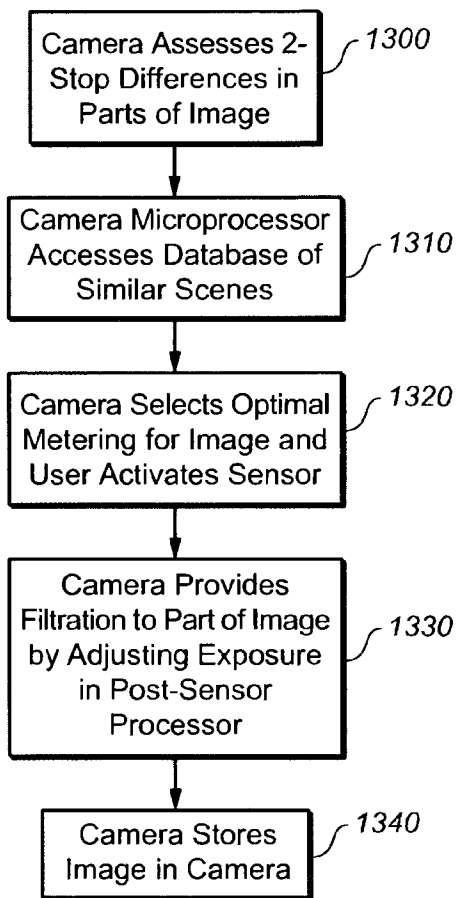 Camera Assesses 2-
Stop Differences in
Parts of Image
1300
Camera Microprocessor
Accesses Database of
Similar Scenes
1310
Camera Selects Optimal
Metering for Image and
User Activates Sensor
1320
Camera Provides
Filtration to Part of Image
by Adjusting Exposure
in Post-Sensor
Processor
1330
Camera Stores
Image in Camera
1340